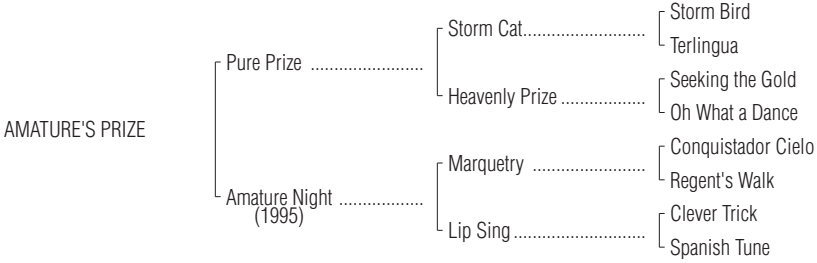 Storm Bird
Storm Cat..........................
Terlingua
Pure Prize ........................
Seeking the Gold
Heavenly Prize ..................
Oh What a Dance
AMATURE'S PRIZE
Conquistador Cielo
Marquetry ........................
Regent's Walk
Amature Night ..................
(1995)
Clever Trick
Lip Sing............................
Spanish Tune